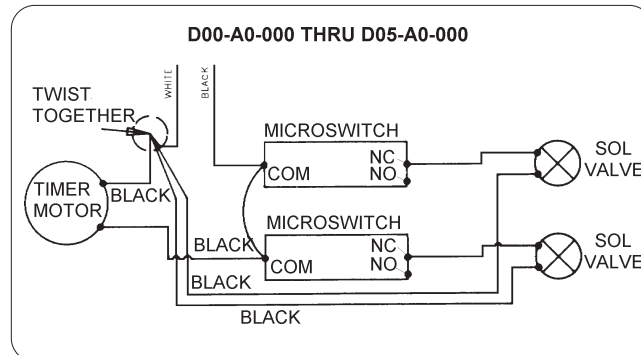 D00-A0-000 THRU D05-A0-000
WHITE
BLACK
TWIST
TOGETHER
MICROSWITCH
NC
NO
COM
SOL
VALVE
TIMER
MOTOR
BLACK
MICROSWITCH
BLACK
NC
NO
COM
SOL
VALVE
BLACK
BLACK